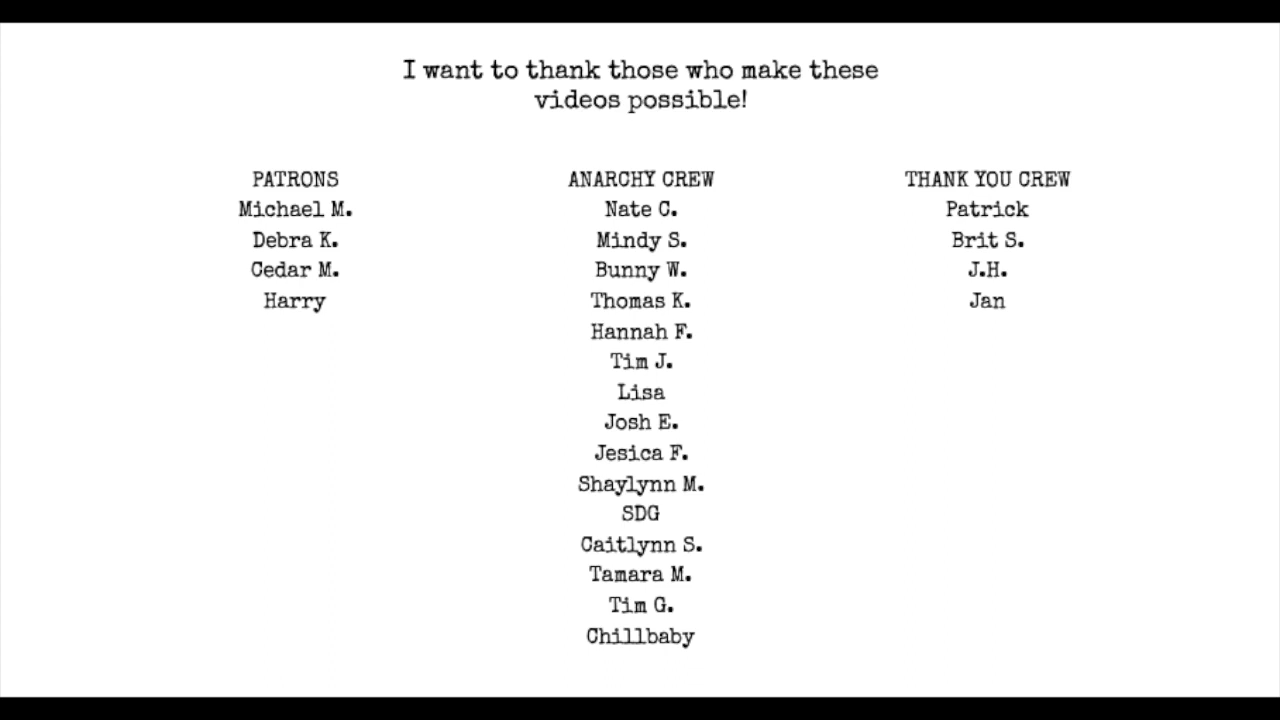 I want to thank those who make these
videos possible!
PATRONS
Michael M.
Debra K.
Cedar M.
Harry
ANARCHY CREW
Nate C.
Mindy S.
Bunny W.
Thomas K.
Hannah F.
Tim J.
Lisa
Josh E.
Jesica F.
Shaylynn M.
SDG
Caitlynn S.
Tamara M.
Tim G.
Chillbaby
THANK YOU CREW
Patrick
Brit S.
J.H.
Jan